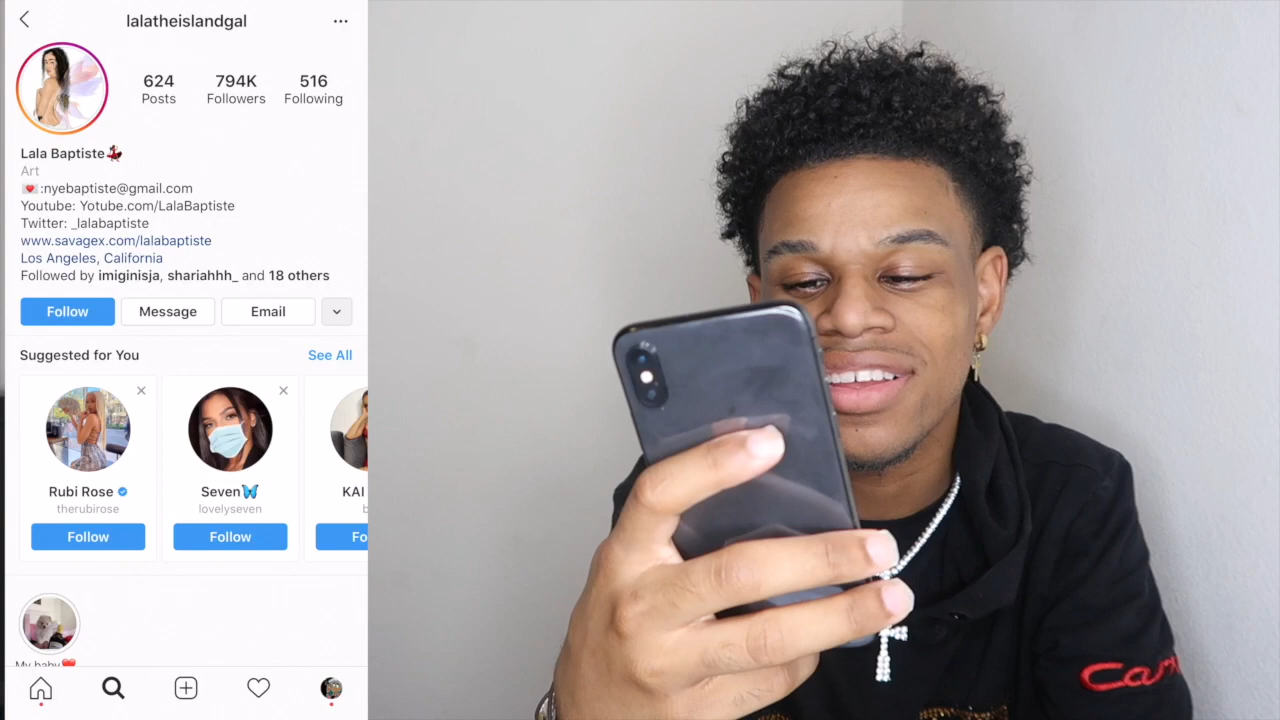 lalatheislandgal
624
794K
516
Posts
Followers
Following
Lala Baptiste
Art
:nyebaptiste@gmail.com
Youtube: Yotube.com/LalaBaptiste
Twitter: _lalabaptiste
www.savagex.com/lalabaptiste
Los Angeles, California
Followed by imiginisja, shariahhh_ and 18 others
Follow
Message
Email
Suggested for You
See All
Rubi Rose
Seven
KAI
therubirose
lovelyseven
Follow
Follow
Fo
My baby